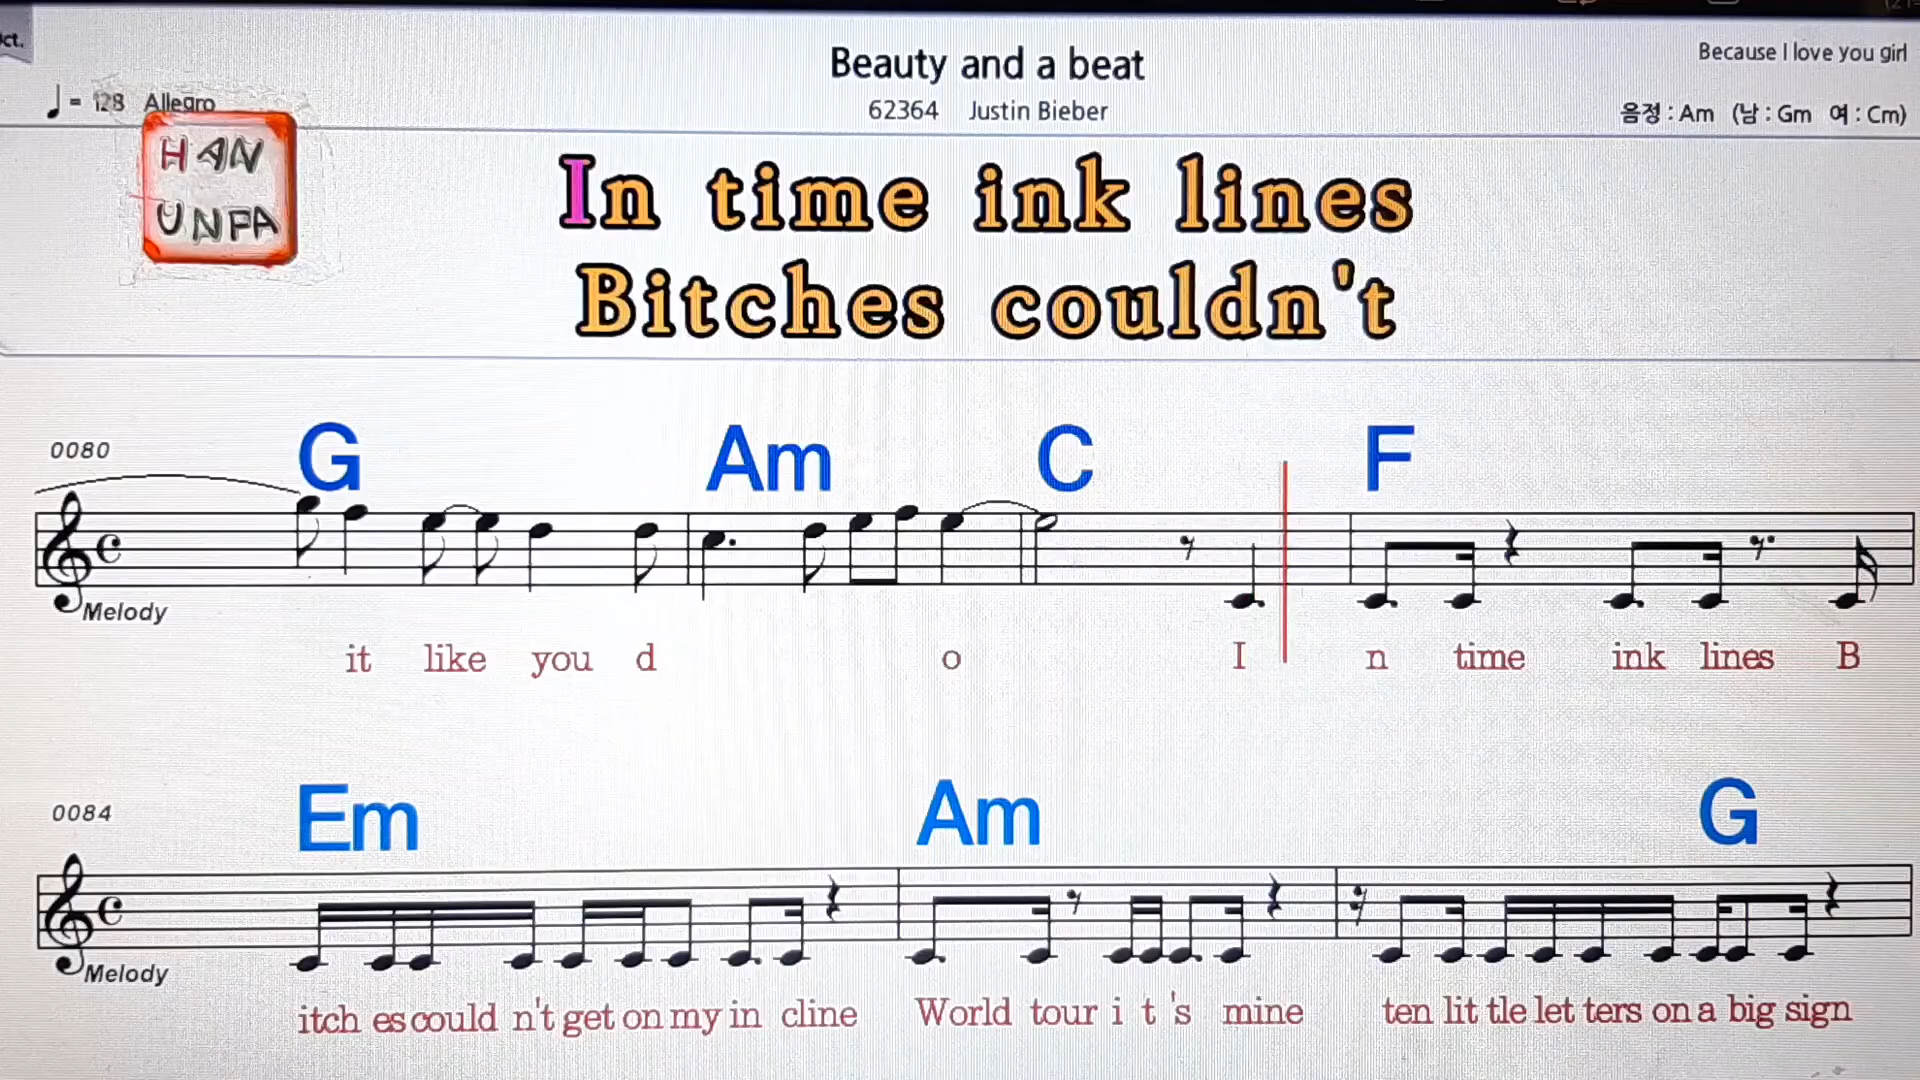 Beauty and a beat
Because I love you girl
♩ = 128 Allegro
62364 Justin Bieber
음정 : Am (남 : Gm 여 : Cm)
HAN
UNPA
In time ink lines
Bitches couldn't
0080
G Am C F
Melody
it like you d o I n time ink lines B
0084
Em Am G
Melody
itch es could n't get on my in cline World tour i t 's mine ten lit tle let ters on a big sign